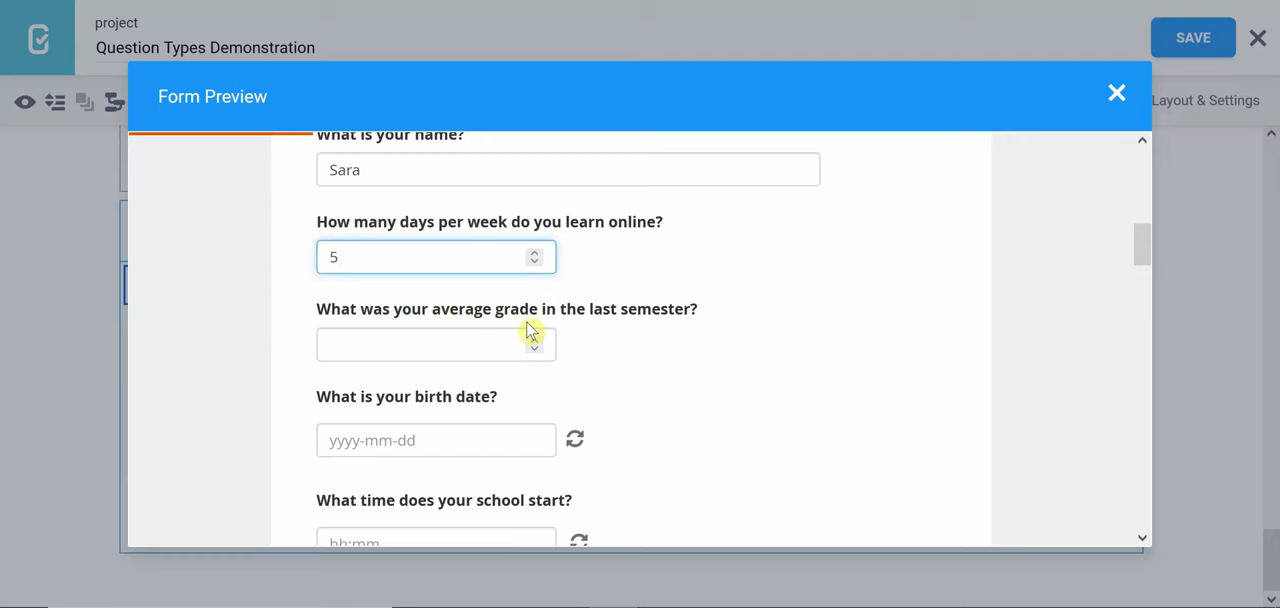 project
Question Types Demonstration
SAVE
Layout & Settings
Form Preview
What is your name?
Sara
How many days per week do you learn online?
5
What was your average grade in the last semester?
What is your birth date?
yyyy-mm-dd
What time does your school start?
hh:mm